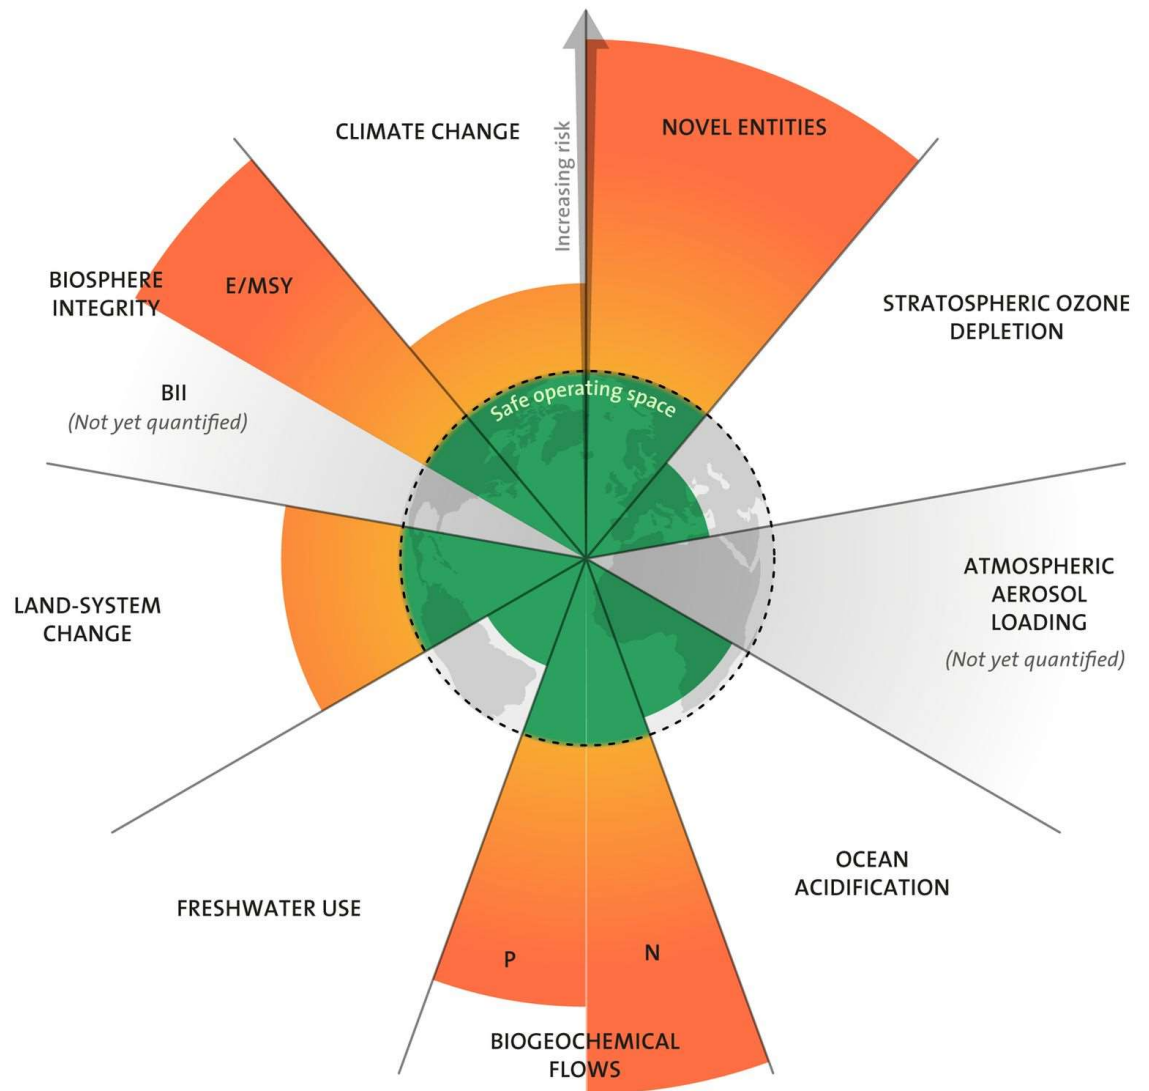 CLIMATE CHANGE
Increasing risk
NOVEL ENTITIES
BIOSPHERE
INTEGRITY
E/MSY
STRATOSPHERIC OZONE
DEPLETION
BII
(Not yet quantified)
Safe operating space
ATMOSPHERIC
AEROSOL
LOADING
(Not yet quantified)
LAND-SYSTEM
CHANGE
OCEAN
ACIDIFICATION
FRESHWATER USE
P
N
BIOGEOCHEMICAL
FLOWS